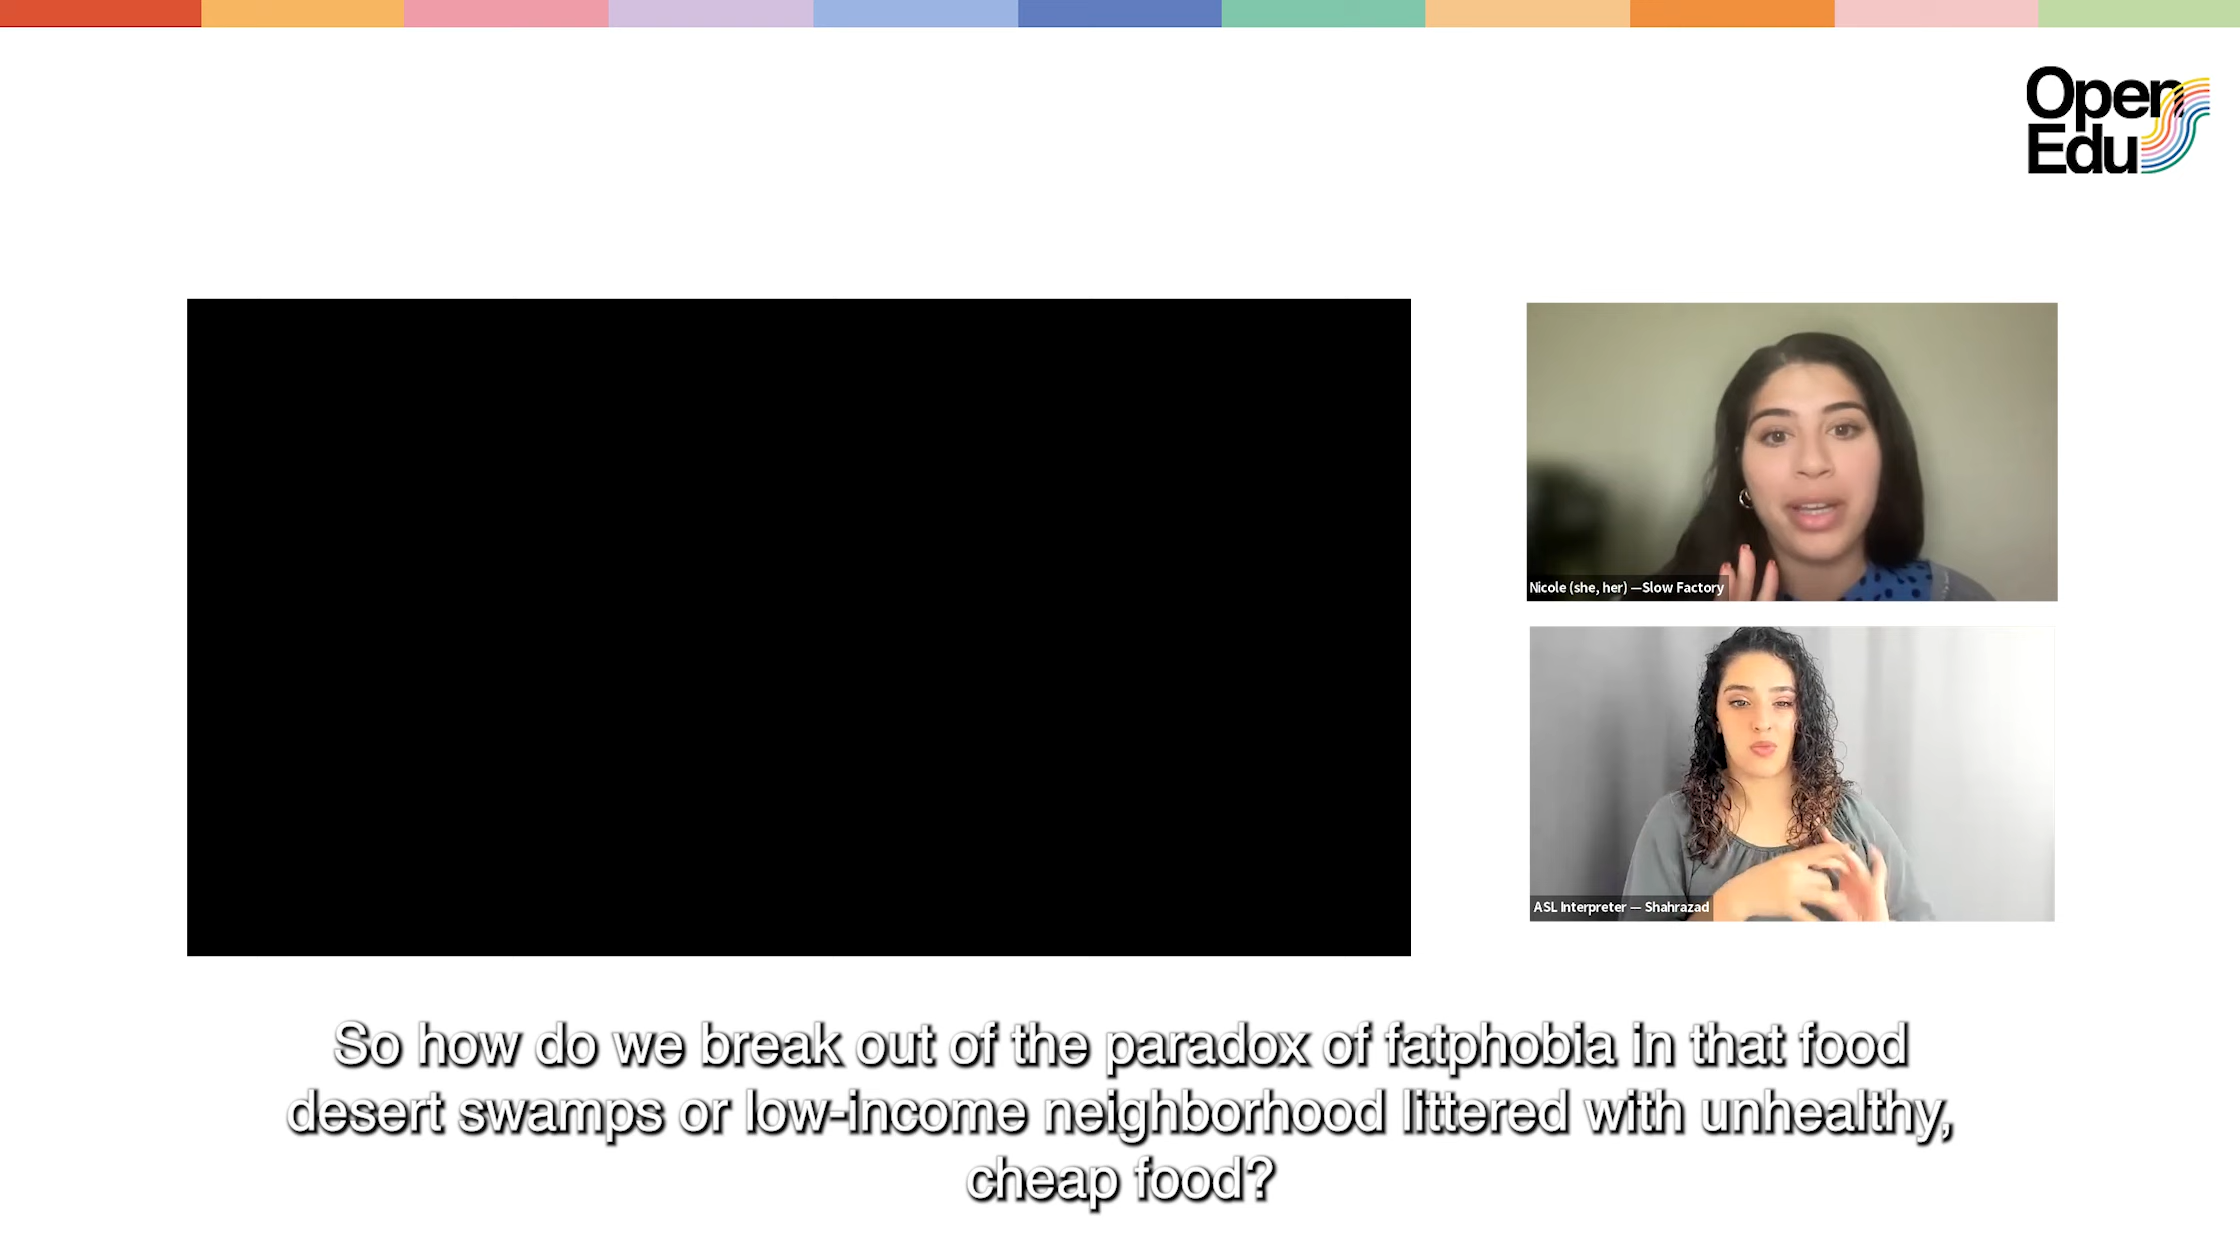 Open
Edu
Nicole (she, her) —Slow Factory
ASL Interpreter — Shahrazad
So how do we break out of the paradox of fatphobia in that food
desert swamps or low-income neighborhood littered with unhealthy,
cheap food?